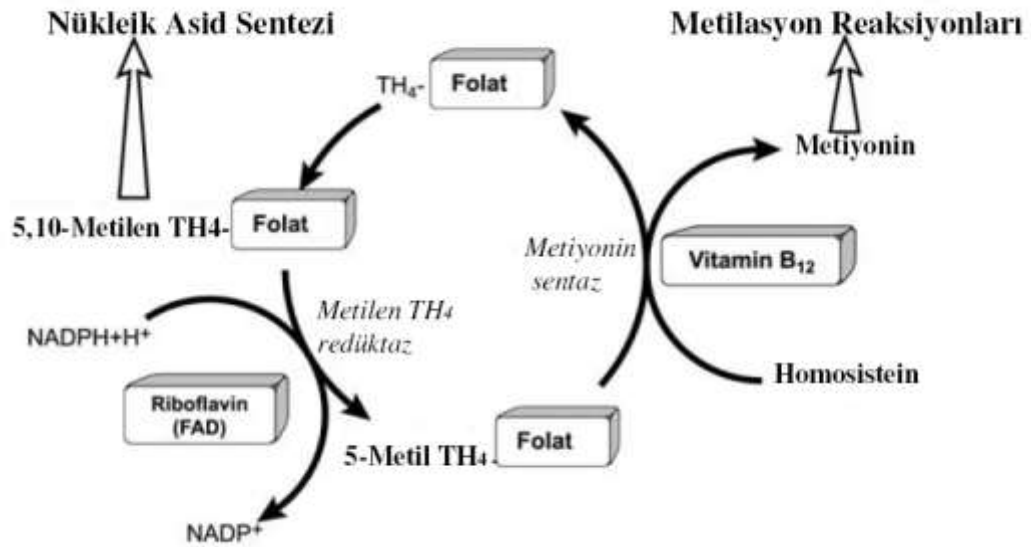 Nükleik Asid Sentezi
Metilasyon Reaksiyonları
TH₄- Folat
Metiyonin
5,10-Metilen TH4- Folat
Metiyonin
sentaz
Vitamin B₁₂
Metilen TH₄
redüktaz
NADPH+H⁺
Homosistein
Riboflavin
(FAD)
5-Metil TH₄- Folat
NADP⁺